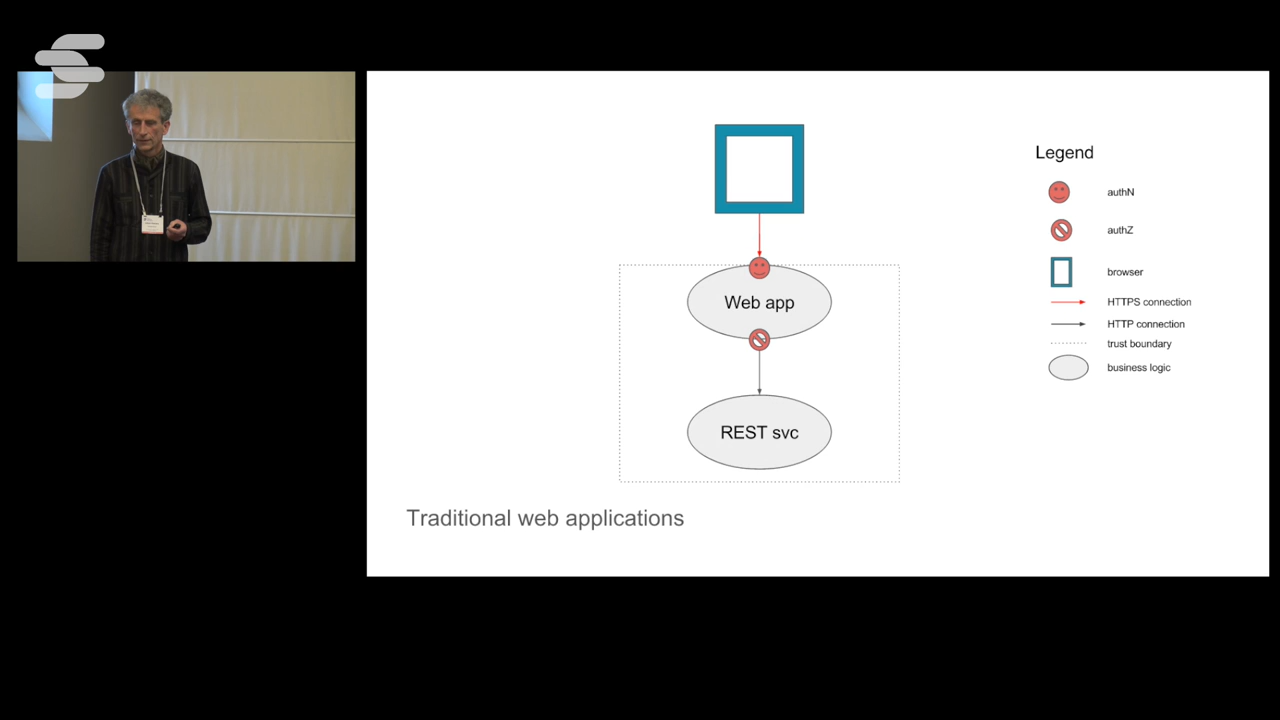 Legend
authN
authZ
browser
HTTPS connection
HTTP connection
trust boundary
business logic
Web app
REST svc
Traditional web applications